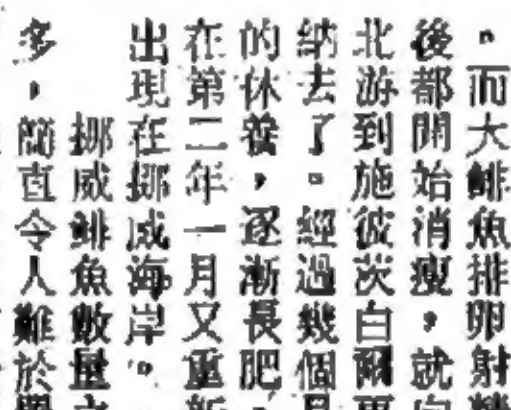 。而大鯡魚排卵射
後都開始消瘦，就
北游到施彼茨白爾
納去了。經過幾個
的休養，逐漸長肥，
在第二年一月又重
出現在挪威海岸。
挪威鯡魚數量
多，簡直令人難於